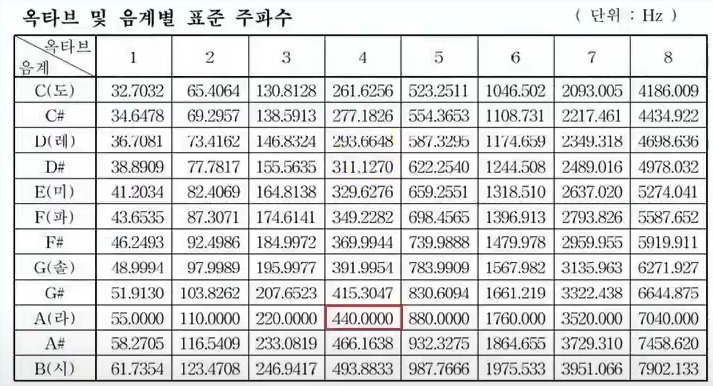 옥타브 및 음계별 표준 주파수 ( 단위 : Hz )
옥타브 음계 1 2 3 4 5 6 7 8
C(도) 32.7032 65.4064 130.8128 261.6256 523.2511 1046.502 2093.005 4186.009
C# 34.6478 69.2957 138.5913 277.1826 554.3653 1108.731 2217.461 4434.922
D(레) 36.7081 73.4162 146.8324 293.6648 587.3295 1174.659 2349.318 4698.636
D# 38.8909 77.7817 155.5635 311.1270 622.2540 1244.508 2489.016 4978.032
E(미) 41.2034 82.4069 164.8138 329.6276 659.2551 1318.510 2637.020 5274.041
F(파) 43.6535 87.3071 174.6141 349.2282 698.4565 1396.913 2793.826 5587.652
F# 46.2493 92.4986 184.9972 369.9944 739.9888 1479.978 2959.955 5919.911
G(솔) 48.9994 97.9989 195.9977 391.9954 783.9909 1567.982 3135.963 6271.927
G# 51.9130 103.8262 207.6523 415.3047 830.6094 1661.219 3322.438 6644.875
A(라) 55.0000 110.0000 220.0000 440.0000 880.0000 1760.000 3520.000 7040.000
A# 58.2705 116.5409 233.0819 466.1638 932.3275 1864.655 3729.310 7458.620
B(시) 61.7354 123.4708 246.9417 493.8833 987.7666 1975.533 3951.066 7902.133